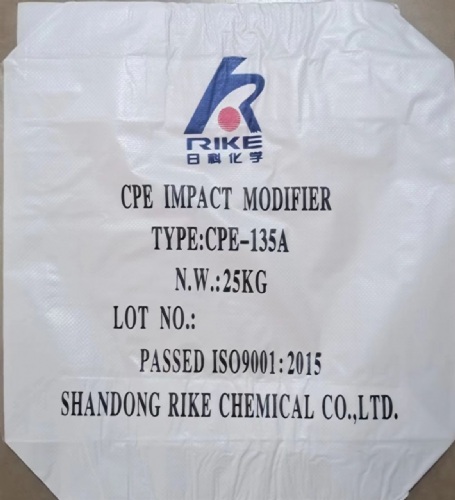 RIKE
日科化学
CPE IMPACT MODIFIER
TYPE:CPE-135A
N.W.:25KG
LOT NO.:
PASSED ISO9001:2015
SHANDONG RIKE CHEMICAL CO.,LTD.